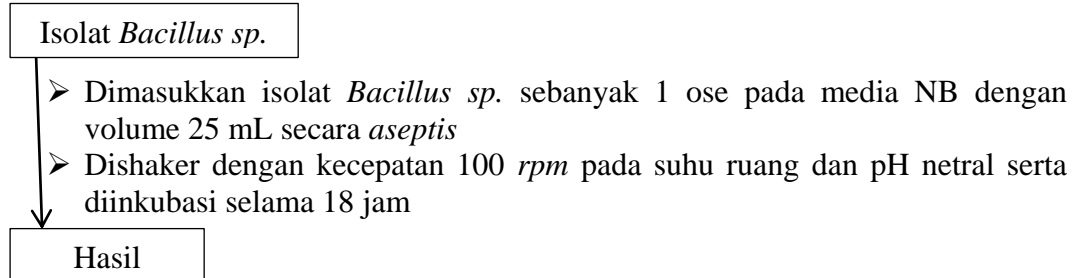 Isolat Bacillus sp.
➢ Dimasukkan isolat Bacillus sp. sebanyak 1 ose pada media NB dengan
volume 25 mL secara aseptis
➢ Dishaker dengan kecepatan 100 rpm pada suhu ruang dan pH netral serta
diinkubasi selama 18 jam
Hasil